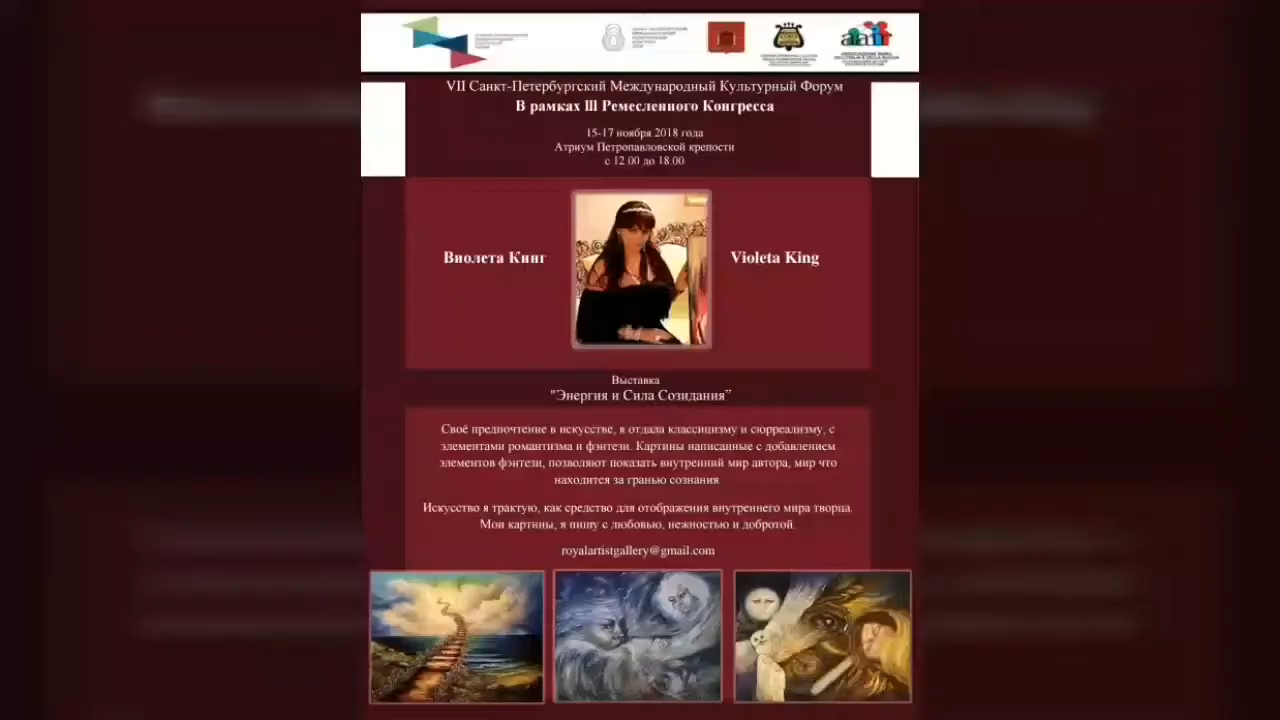 VII Санкт-Петербургский Международный Культурный Форум
В рамках III Ремесленного Конгресса
15-17 ноября 2018 года
Атриум Петропавловской крепости
с 12.00 до 18.00
Виолета Кинг
Violeta King
Выставка
"Энергия и Сила Созидания”
Своё предпочтение в искусстве, я отдала классицизму и сюрреализму, с
элементами романтизма и фэнтези. Картины написанные с добавлением
элементов фэнтези, позволяют показать внутренний мир автора, мир что
находится за гранью сознания
Искусство я трактую, как средство для отображения внутреннего мира творца.
Мои картины, я пишу с любовью, нежностью и добротой.
royalartistgallery@gmail.com